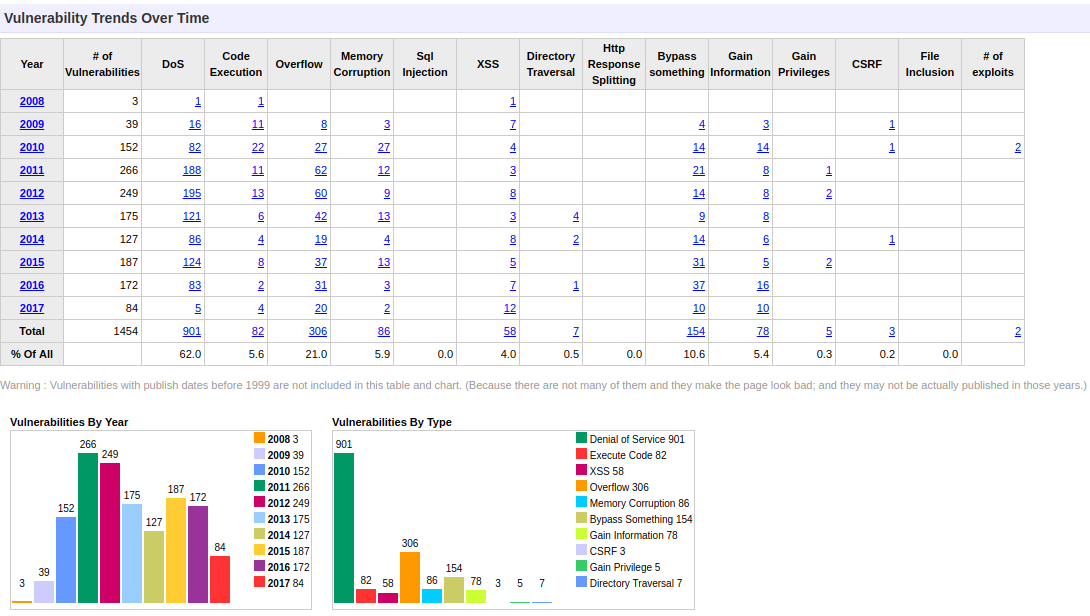 Vulnerability Trends Over Time
Year # of Vulnerabilities DoS Code Execution Overflow Memory Corruption Sql Injection XSS Directory Traversal Http Response Splitting Bypass something Gain Information Gain Privileges CSRF File Inclusion # of exploits
2008 3 1 1 1
2009 39 16 11 8 3 7 4 3 1
2010 152 82 22 27 27 4 14 14 1 2
2011 266 188 11 62 12 3 21 8 1
2012 249 195 13 60 9 8 14 8 2
2013 175 121 6 42 13 3 4 9 8
2014 127 86 4 19 4 8 2 14 6 1
2015 187 124 8 37 13 5 31 5 2
2016 172 83 2 31 3 7 1 37 16
2017 84 5 4 20 2 12 10 10
Total 1454 901 82 306 86 58 7 154 78 5 3 2
% Of All 62.0 5.6 21.0 5.9 0.0 4.0 0.5 0.0 10.6 5.4 0.3 0.2 0.0
Warning : Vulnerabilities with publish dates before 1999 are not included in this table and chart. (Because there are not many of them and they make the page look bad; and they may not be actually published in those years.)
Vulnerabilities By Year
3
39
152
266
249
175
127
187
172
84
2008 3
2009 39
2010 152
2011 266
2012 249
2013 175
2014 127
2015 187
2016 172
2017 84
Vulnerabilities By Type
901
82
58
306
86
154
78
3
5
7
Denial of Service 901
Execute Code 82
XSS 58
Overflow 306
Memory Corruption 86
Bypass Something 154
Gain Information 78
CSRF 3
Gain Privilege 5
Directory Traversal 7